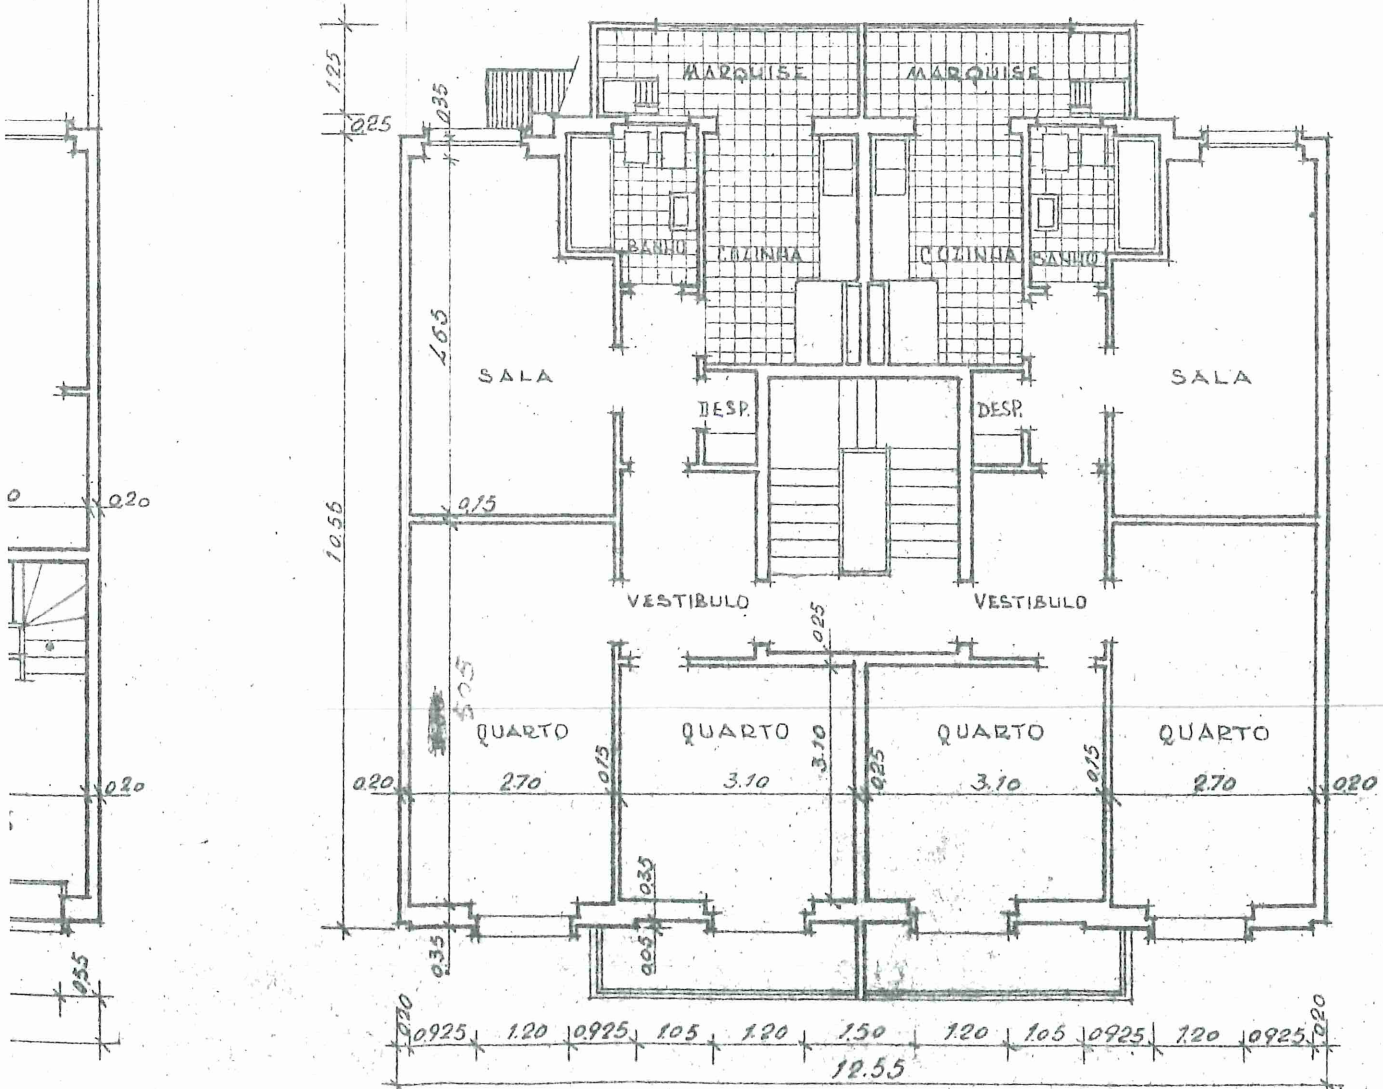 1.25
0.35
0.25
MARQUISE MARQUISE
BANHO COZINHA COZINHA BANHO
4.65
SALA SALA
DESP. DESP.
0 0.20
0.15
10.55
VESTIBULO VESTIBULO
0.25
QUARTO QUARTO QUARTO QUARTO
3.10
0.15 0.25 0.15
0.20 0.20 2.70 3.10 3.10 2.70 0.20
0.35
0.35 0.05
0.55
0.20 0.925 1.20 0.925 1.05 1.20 1.50 1.20 1.05 0.925 1.20 0.925 0.20
12.55